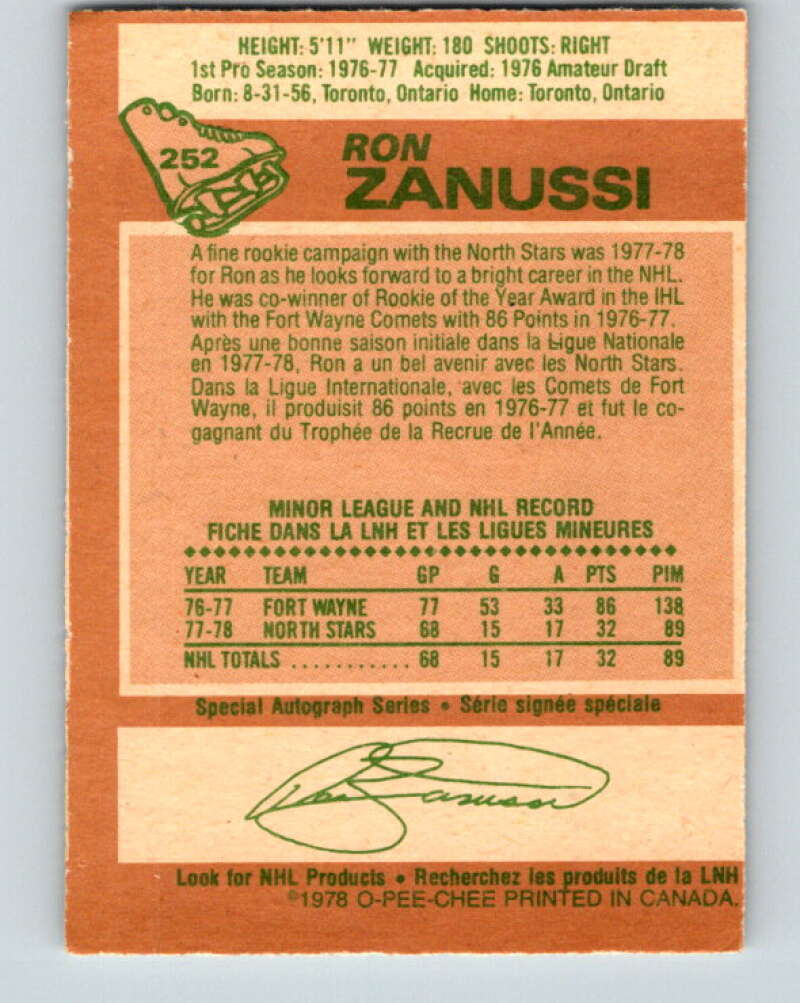 HEIGHT: 5'11" WEIGHT: 180 SHOOTS: RIGHT
1st Pro Season: 1976-77 Acquired: 1976 Amateur Draft
Born: 8-31-56, Toronto, Ontario Home: Toronto, Ontario
252
RON
ZANUSSI
A fine rookie campaign with the North Stars was 1977-78
for Ron as he looks forward to a bright career in the NHL.
He was co-winner of Rookie of the Year Award in the IHL
with the Fort Wayne Comets with 86 Points in 1976-77.
Après une bonne saison initiale dans la Ligue Nationale
en 1977-78, Ron a un bel avenir avec les North Stars.
Dans la Ligue Internationale, avec les Comets de Fort
Wayne, il produisit 86 points en 1976-77 et fut le co-
gagnant du Trophée de la Recrue de l'Année.
MINOR LEAGUE AND NHL RECORD
FICHE DANS LA LNH ET LES LIGUES MINEURES
YEAR TEAM GP G A PTS PIM
76-77 FORT WAYNE 77 53 33 86 138
77-78 NORTH STARS 68 15 17 32 89
NHL TOTALS ........... 68 15 17 32 89
Special Autograph Series • Série signée spéciale
Ron Zanussi
Look for NHL Products • Recherchez les produits de la LNH
©1978 O-PEE-CHEE PRINTED IN CANADA.